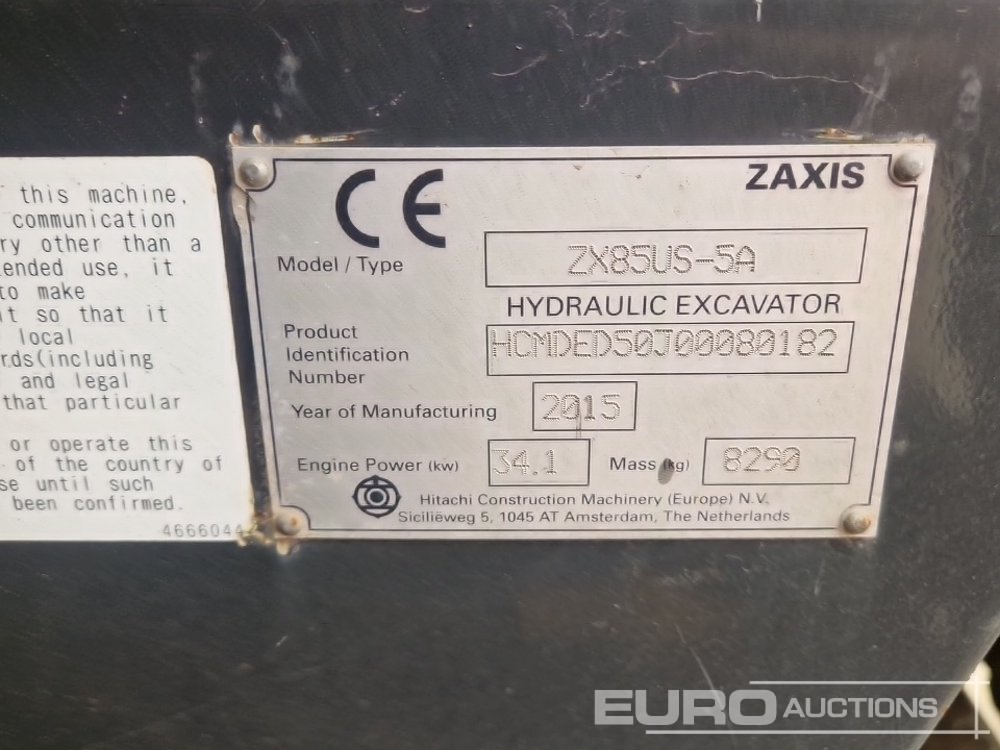 this machine,
communication
ry other than a
tended use, it
to make
it so that it
local
rds(including
and legal
that particular
or operate this
of the country of
se until such
been confirmed.
466604
CE
ZAXIS
Model / Type ZX85US-5A
HYDRAULIC EXCAVATOR
Product
Identification
Number
HCMDED50J00080182
Year of Manufacturing 2015
Engine Power (kw) 34.1 Mass (kg) 8290
Hitachi Construction Machinery (Europe) N.V.
Siciliëweg 5, 1045 AT Amsterdam, The Netherlands
EURO AUCTIONS